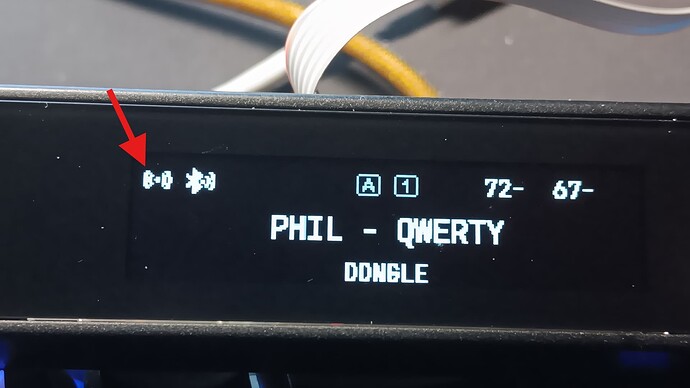 A 1 72- 67-
PHIL - QWERTY
DONGLE